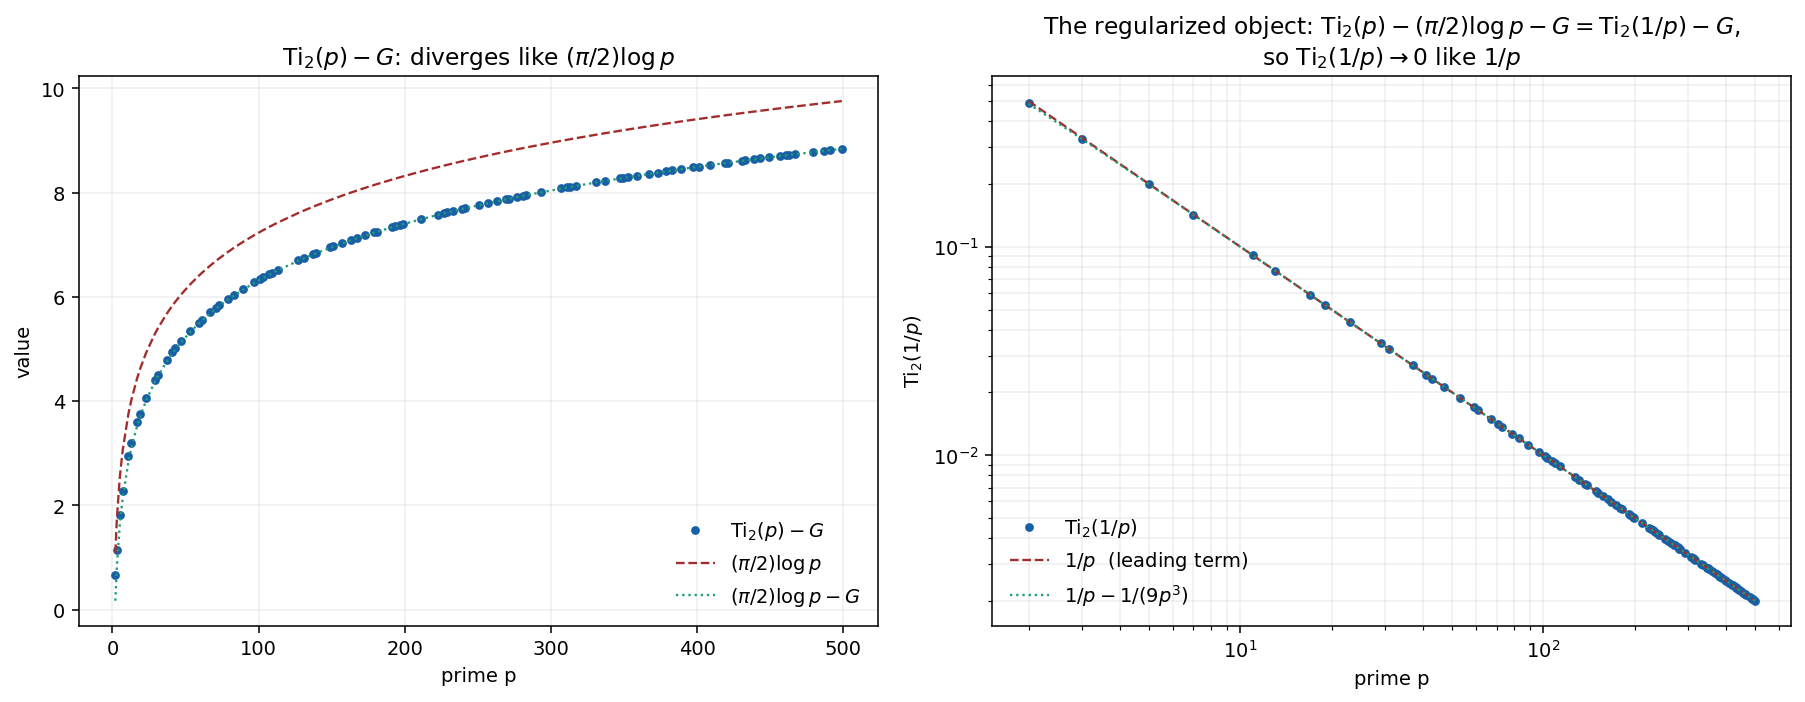 Ti₂(p) − G: diverges like (π/2)log p
10
8
6
4
2
0
value
0 100 200 300 400 500
prime p
Ti₂(p) − G
(π/2)log p
(π/2)log p − G
The regularized object: Ti₂(p) − (π/2)log p − G = Ti₂(1/p) − G,
so Ti₂(1/p) → 0 like 1/p
10⁻¹
10⁻²
Ti₂(1/p)
10¹ 10²
prime p
Ti₂(1/p)
1/p (leading term)
1/p − 1/(9p³)